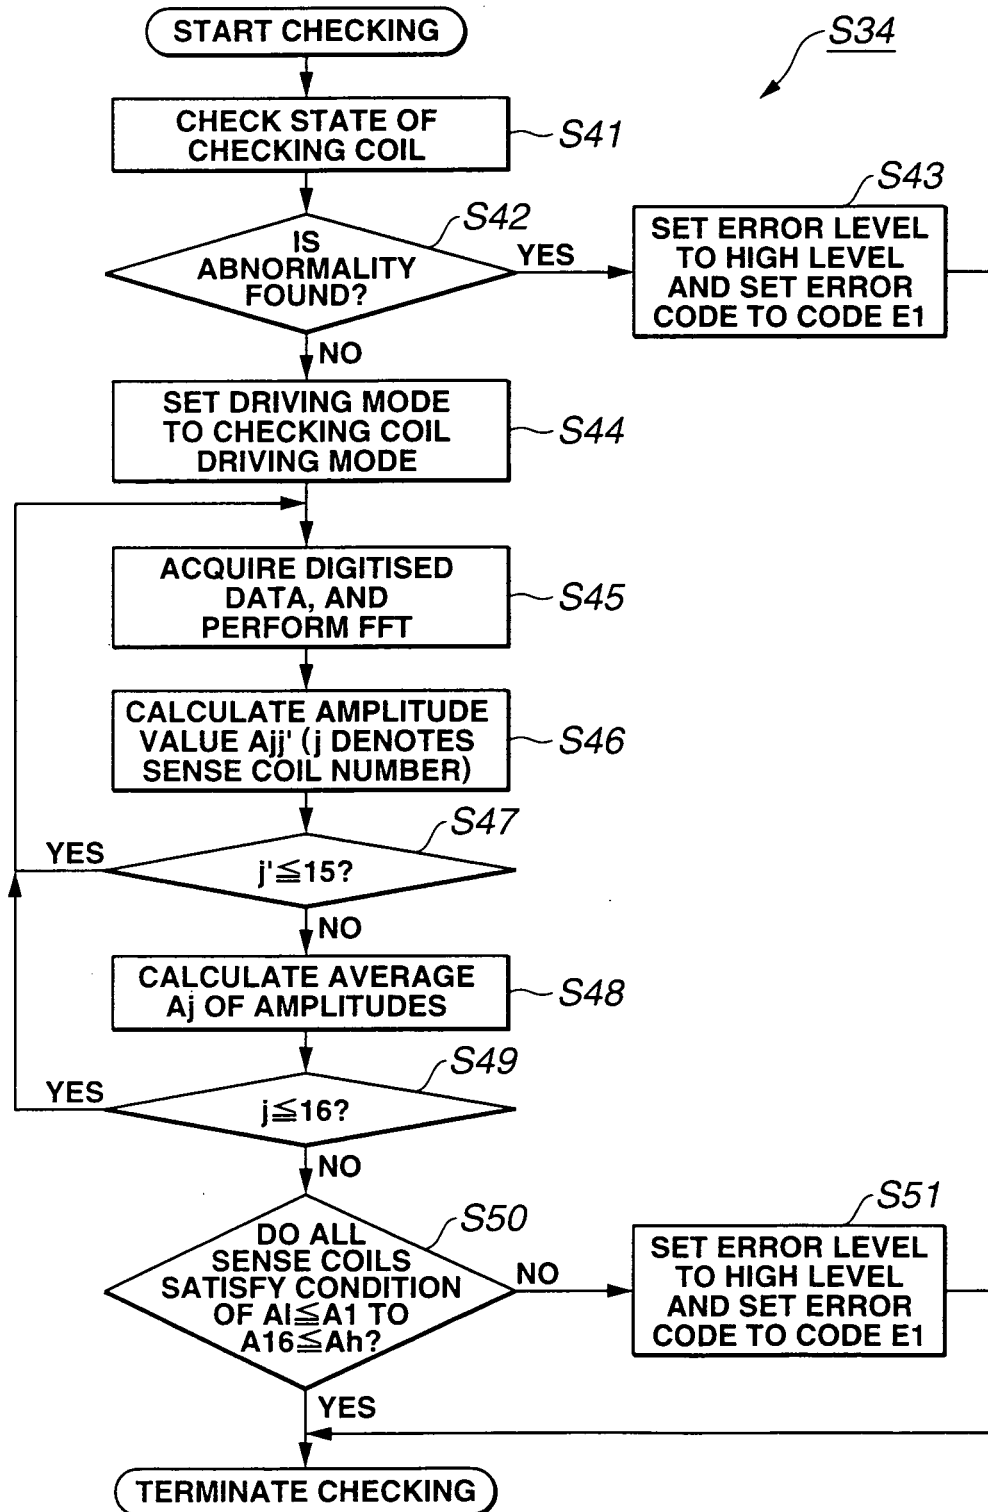 START CHECKING
S34
CHECK STATE OF
CHECKING COIL
S41
IS
ABNORMALITY
FOUND?
S42
YES
S43
SET ERROR LEVEL
TO HIGH LEVEL
AND SET ERROR
CODE TO CODE E1
NO
SET DRIVING MODE
TO CHECKING COIL
DRIVING MODE
S44
ACQUIRE DIGITISED
DATA, AND
PERFORM FFT
S45
CALCULATE AMPLITUDE
VALUE Ajj' (j DENOTES
SENSE COIL NUMBER)
S46
S47
YES
j'≦15?
NO
CALCULATE AVERAGE
Aj OF AMPLITUDES
S48
S49
YES
j≦16?
NO
S50
DO ALL
SENSE COILS
SATISFY CONDITION
OF Al≦A1 TO
A16≦Ah?
NO
S51
SET ERROR LEVEL
TO HIGH LEVEL
AND SET ERROR
CODE TO CODE E1
YES
TERMINATE CHECKING